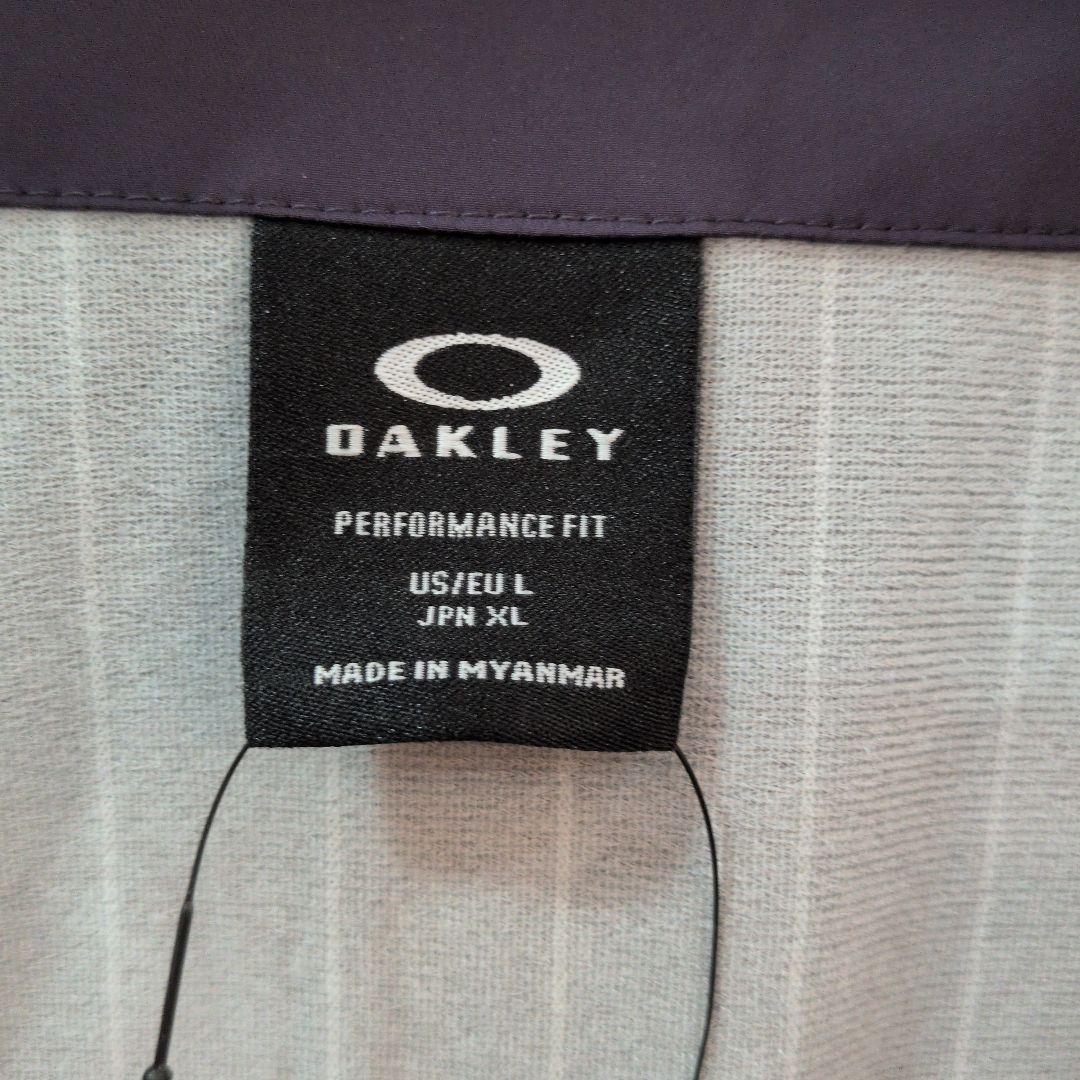 OAKLEY
PERFORMANCE FIT
US/EU L
JPN XL
MADE IN MYANMAR